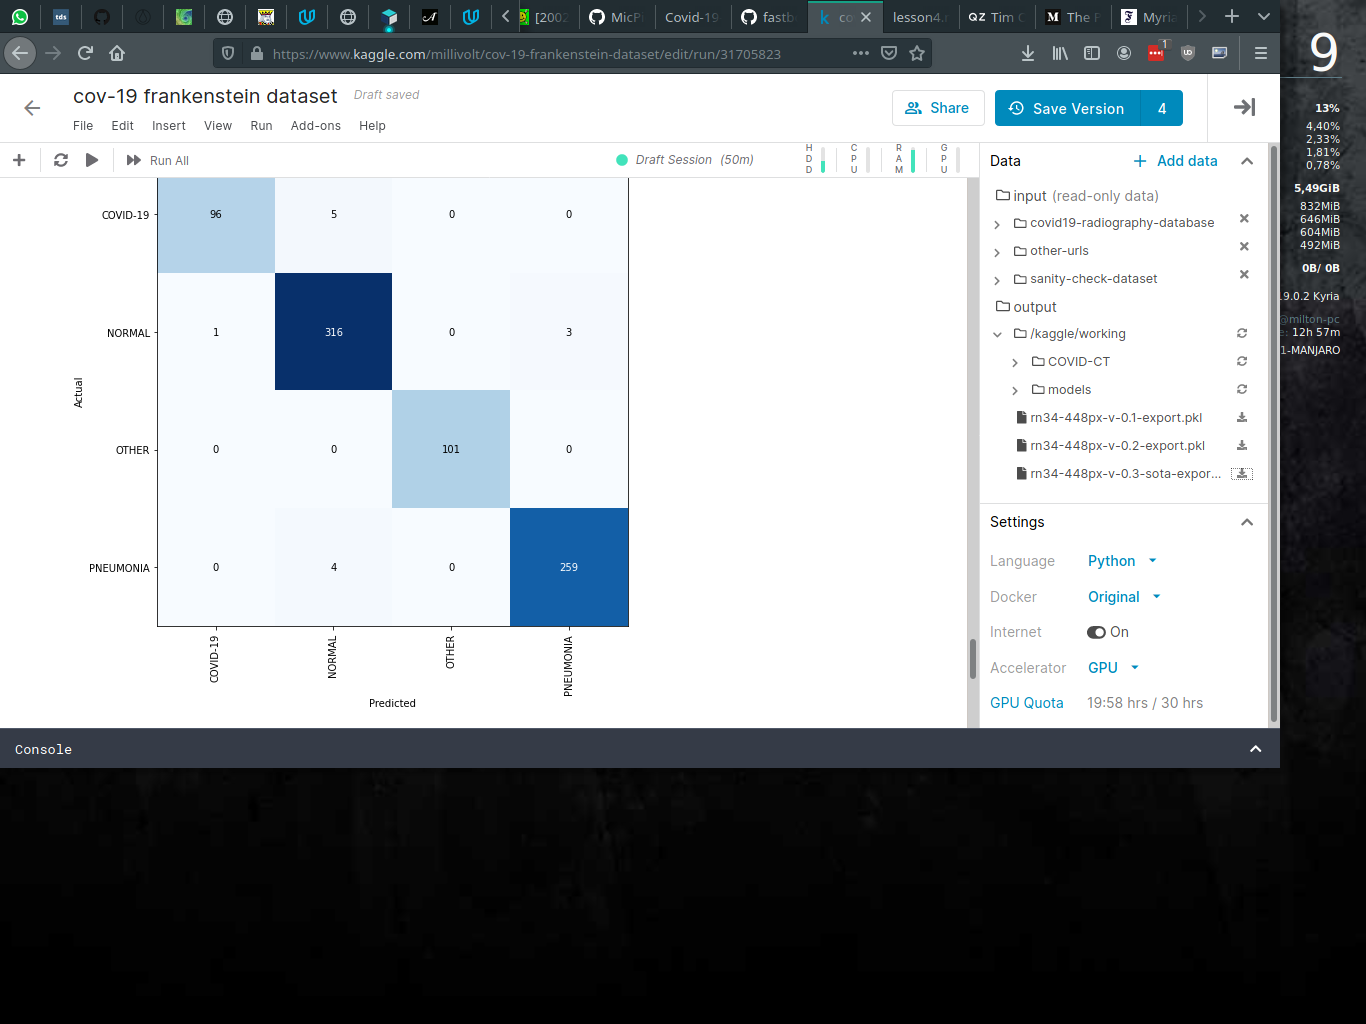 tds
[2002
MicP
Covid-19
fastb
co
lesson4.
QZ Tim C
M The F
Myria
https://www.kaggle.com/millivolt/cov-19-frankenstein-dataset/edit/run/31705823
1
cov-19 frankenstein dataset
Draft saved
File Edit Insert View Run Add-ons Help
Share
Save Version 4
Run All
Draft Session (50m)
HDD
CPU
RAM
GPU
COVID-19 96 5 0 0
NORMAL 1 316 0 3
OTHER 0 0 101 0
PNEUMONIA 0 4 0 259
Actual
COVID-19
NORMAL
OTHER
PNEUMONIA
Predicted
Data
Add data
input (read-only data)
covid19-radiography-database
other-urls
sanity-check-dataset
output
/kaggle/working
COVID-CT
models
rn34-448px-v-0.1-export.pkl
rn34-448px-v-0.2-export.pkl
rn34-448px-v-0.3-sota-expor...
Settings
Language Python
Docker Original
Internet On
Accelerator GPU
GPU Quota 19:58 hrs / 30 hrs
Console
9
13%
4,40%
2,33%
1,81%
0,78%
5,49GiB
832MiB
646MiB
604MiB
492MiB
0B/ 0B
.9.0.2 Kyria
@milton-pc
e: 12h 57m
1-MANJARO